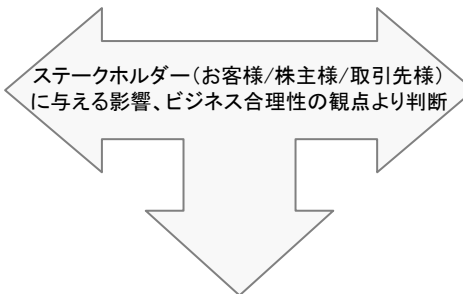 ステークホルダー（お客様/株主様/取引先様）
に与える影響、ビジネス合理性の観点より判断